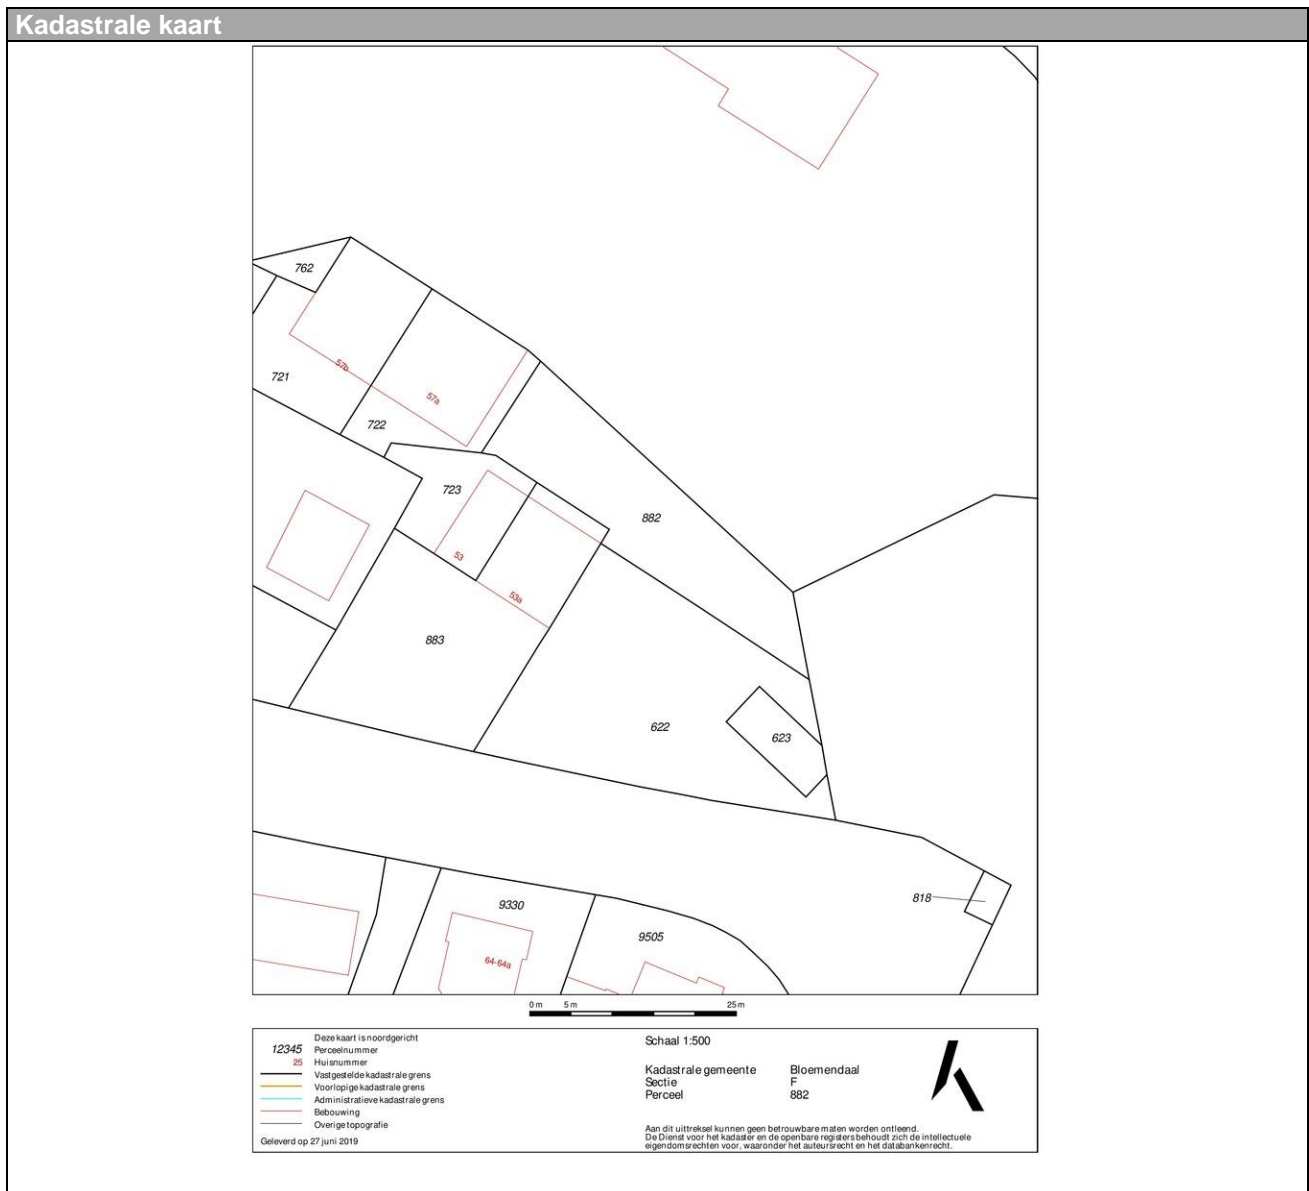 Kadastrale kaart
762
57b
721
57a
722
723
882
53
53a
883
622
623
818
9330
9505
64-64a
0 m 5 m 25 m
Deze kaart is noordgericht
12345 Perceelnummer
25 Huisnummer
Vastgestelde kadastrale grens
Voorlopige kadastrale grens
Administratieve kadastrale grens
Bebouwing
Overige topografie
Geleverd op 27 juni 2019
Schaal 1:500
Kadastrale gemeente Bloemendaal
Sectie F
Perceel 882
Aan dit uittreksel kunnen geen betrouwbare maten worden ontleend.
De Dienst voor het kadaster en de openbare registers behoudt zich de intellectuele
eigendomsrechten voor, waaronder het auteursrecht en het databankenrecht.